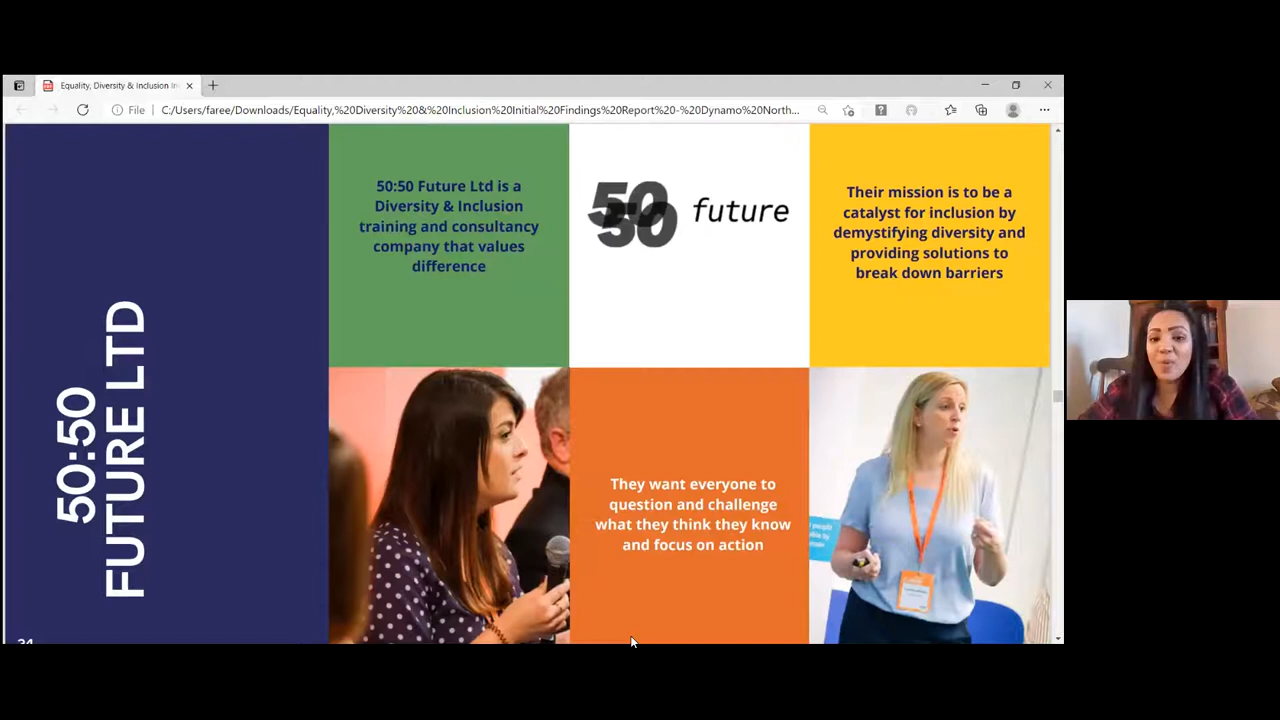 Equality, Diversity & Inclusion In
File
C:/Users/faree/Downloads/Equality,%20Diversity%20&%20Inclusion%20Initial%20Findings%20Report%20-%20Dynamo%20North...
50:50
FUTURE LTD
50:50 Future Ltd is a
Diversity & Inclusion
training and consultancy
company that values
difference
50
50
future
Their mission is to be a
catalyst for inclusion by
demystifying diversity and
providing solutions to
break down barriers
They want everyone to
question and challenge
what they think they know
and focus on action
people